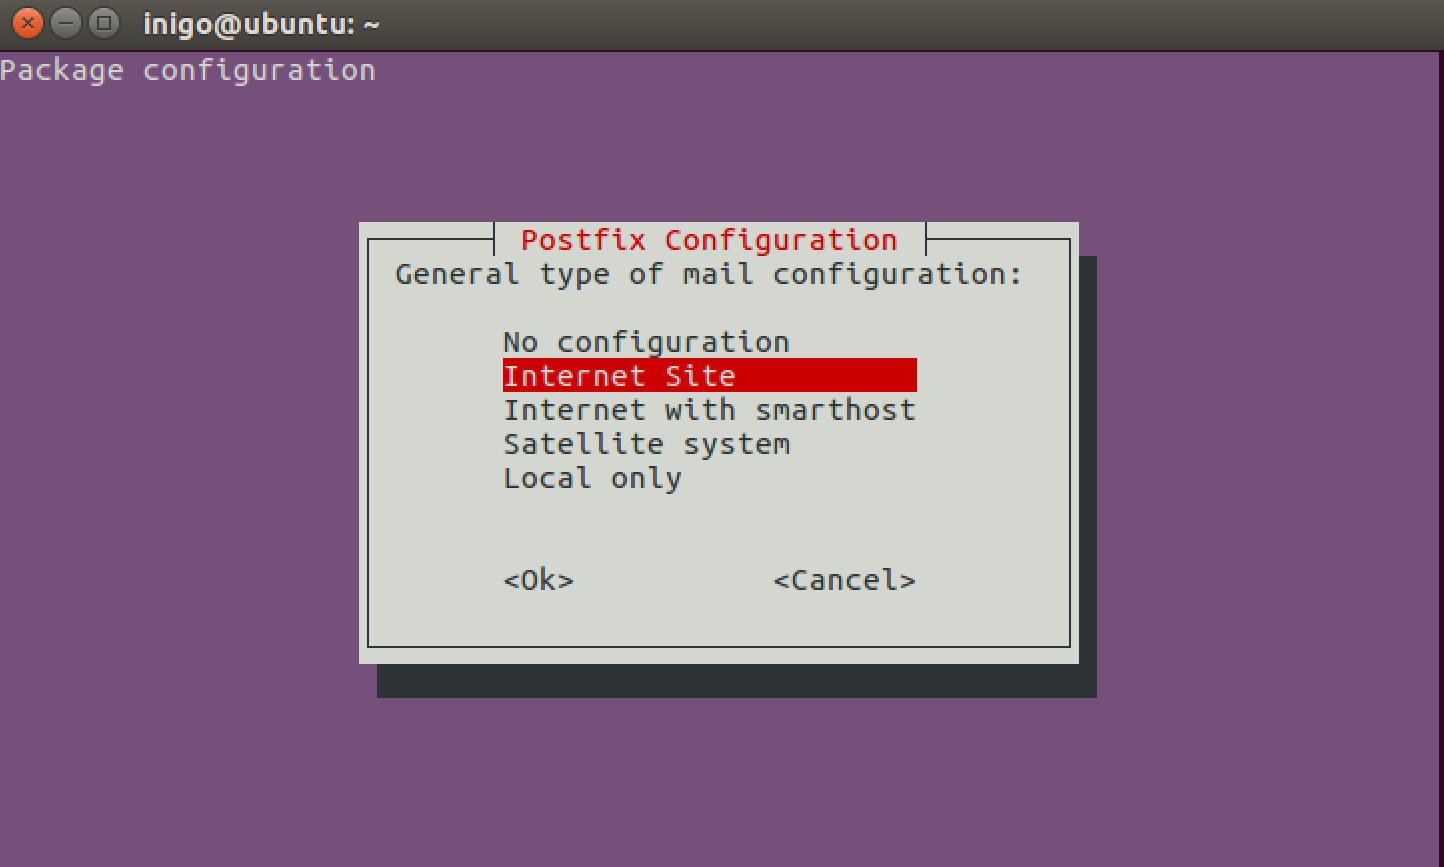 inigo@ubuntu: ~
Package configuration
Postfix Configuration
General type of mail configuration:
No configuration
Internet Site
Internet with smarthost
Satellite system
Local only
<Ok> <Cancel>